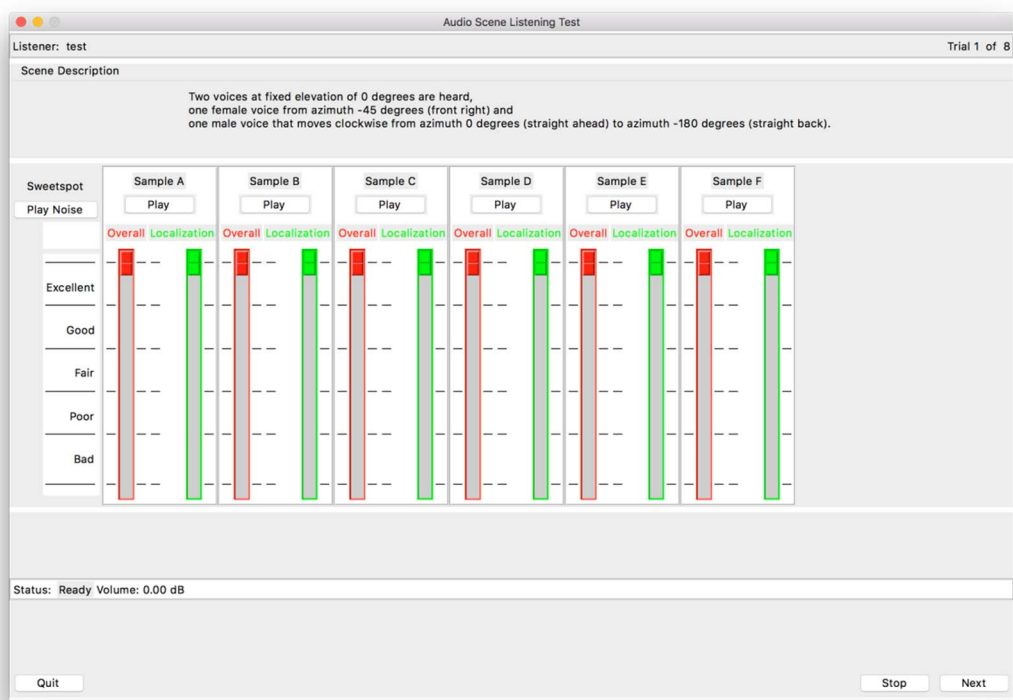 Audio Scene Listening Test
Listener: test Trial 1 of 8
Scene Description
Two voices at fixed elevation of 0 degrees are heard,
one female voice from azimuth -45 degrees (front right) and
one male voice that moves clockwise from azimuth 0 degrees (straight ahead) to azimuth -180 degrees (straight back).
Sweetspot Sample A Sample B Sample C Sample D Sample E Sample F
Play Noise Play Play Play Play Play Play
Overall Localization Overall Localization Overall Localization Overall Localization Overall Localization Overall Localization
Excellent
Good
Fair
Poor
Bad
Status: Ready Volume: 0.00 dB
Quit Stop Next